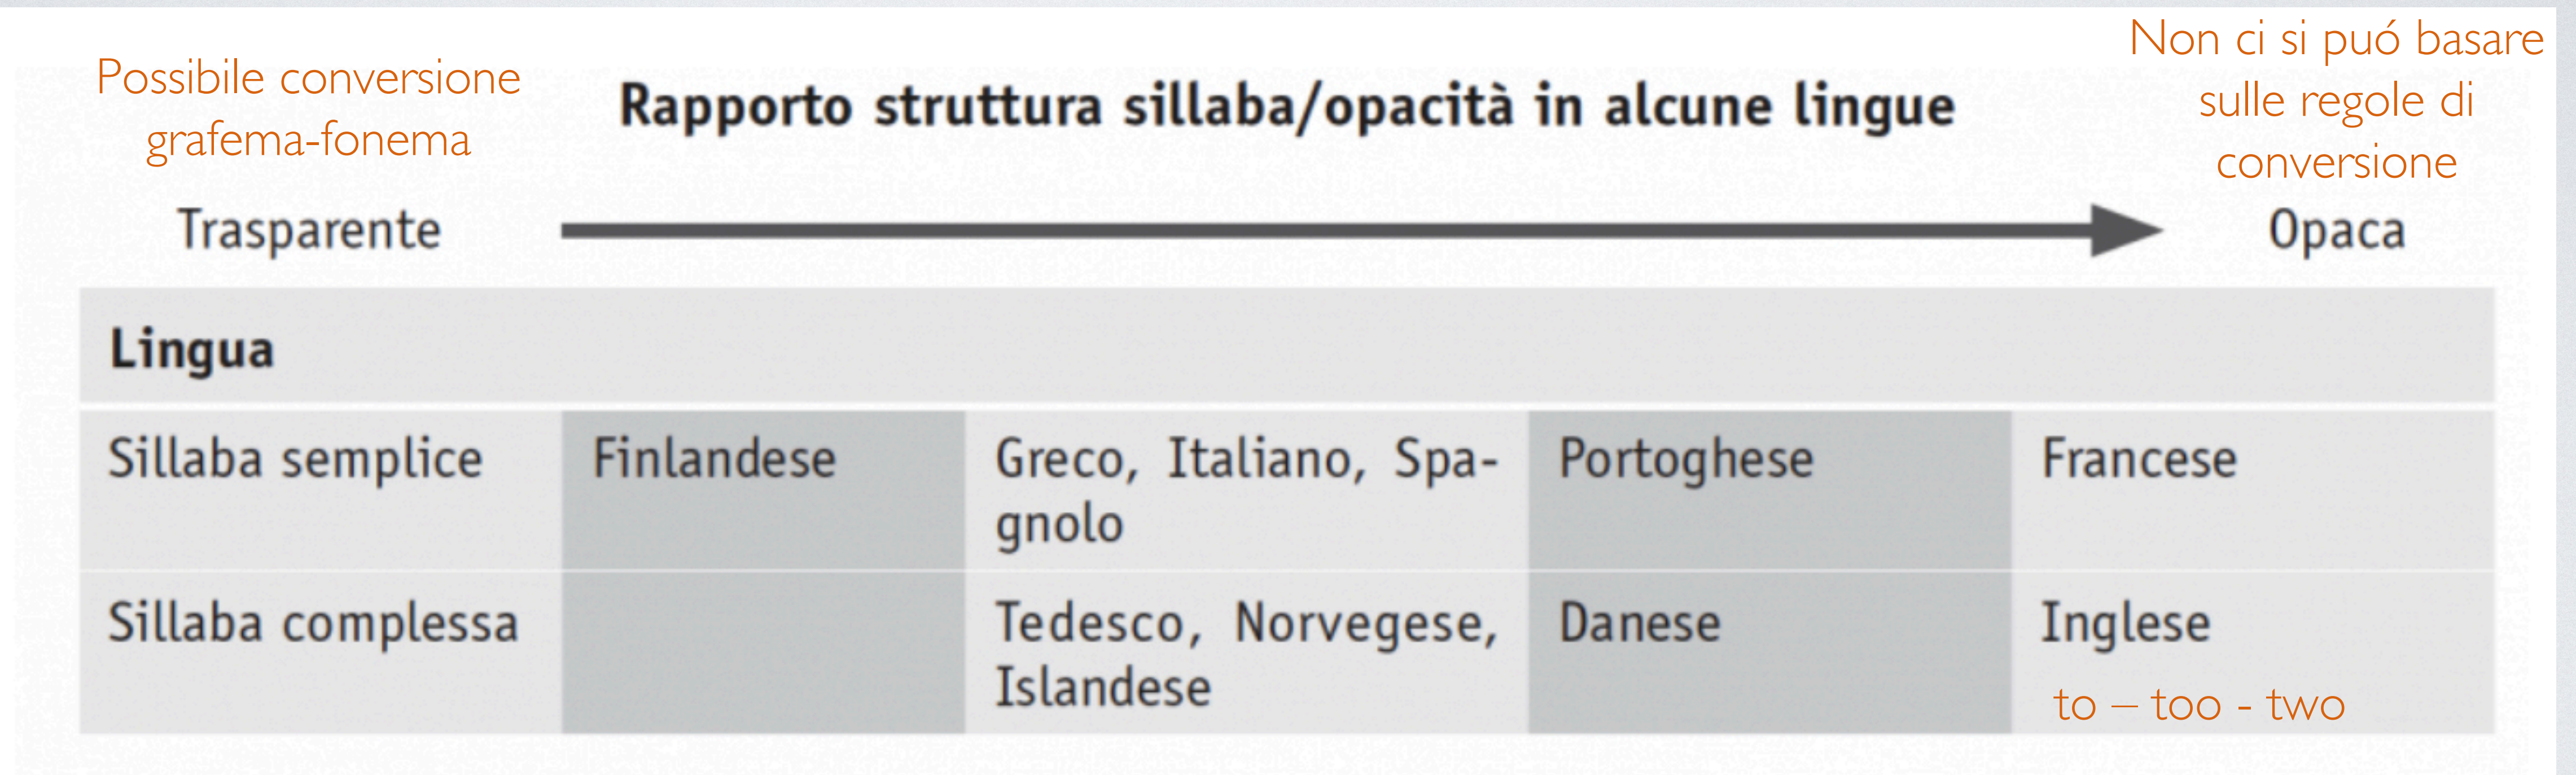 Possibile conversione
grafema-fonema
Rapporto struttura sillaba/opacità in alcune lingue
Non ci si puó basare
sulle regole di
conversione
Trasparente
Opaca
Lingua
Sillaba semplice
Finlandese
Greco, Italiano, Spa-
gnolo
Portoghese
Francese
Sillaba complessa
Tedesco, Norvegese,
Islandese
Danese
Inglese
to – too - two